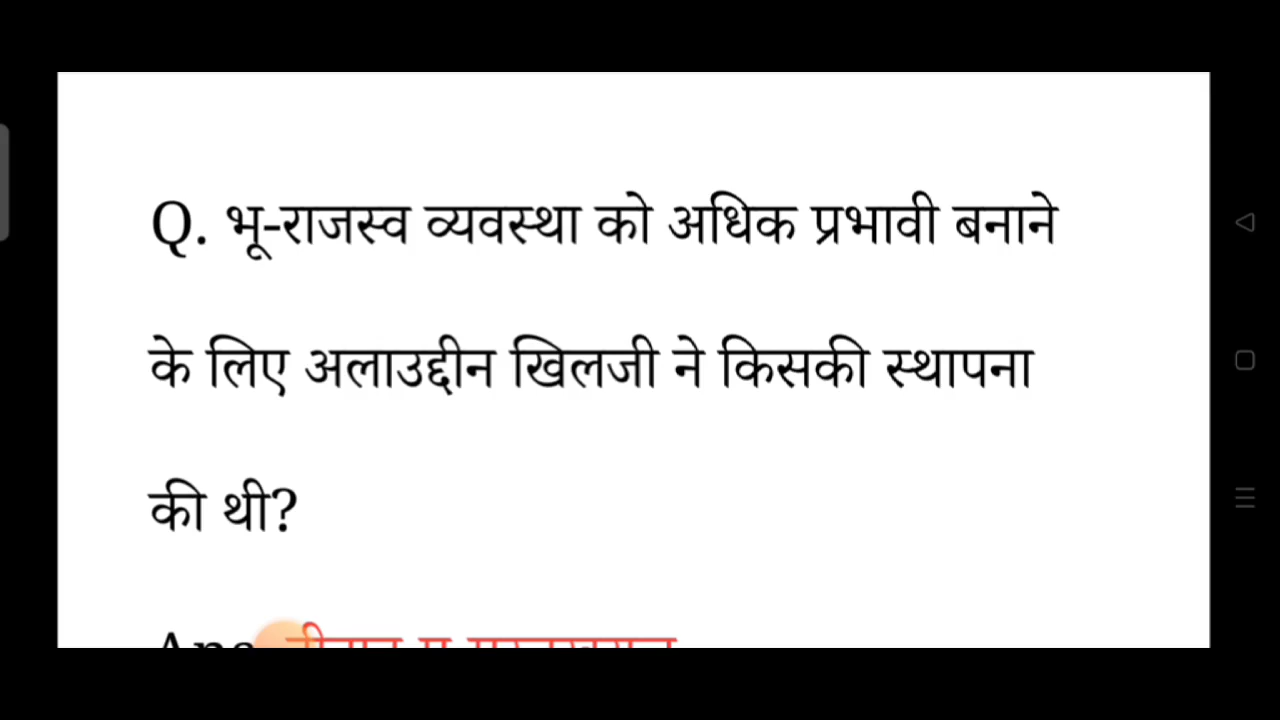 Q. भू-राजस्व व्यवस्था को अधिक प्रभावी बनाने
के लिए अलाउद्दीन खिलजी ने किसकी स्थापना
की थी?